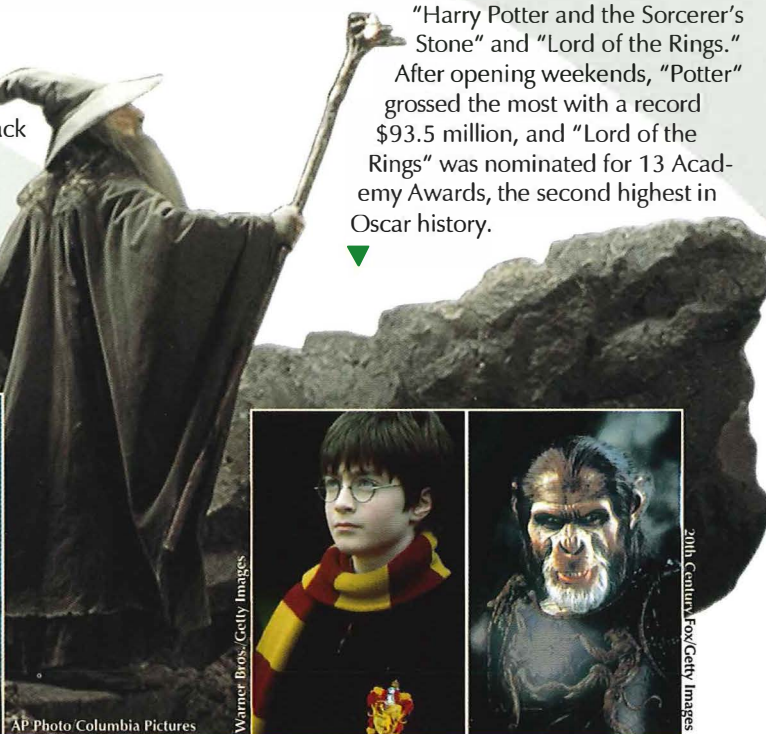 "Harry Potter and the Sorcerer's
Stone" and "Lord of the Rings."
After opening weekends, "Potter"
grossed the most with a record
$93.5 million, and "Lord of the
Rings" was nominated for 13 Acad-
emy Awards, the second highest in
Oscar history.
ack
AP Photo/Columbia Pictures
Warner Bros./Getty Images
20th Century Fox/Getty Images